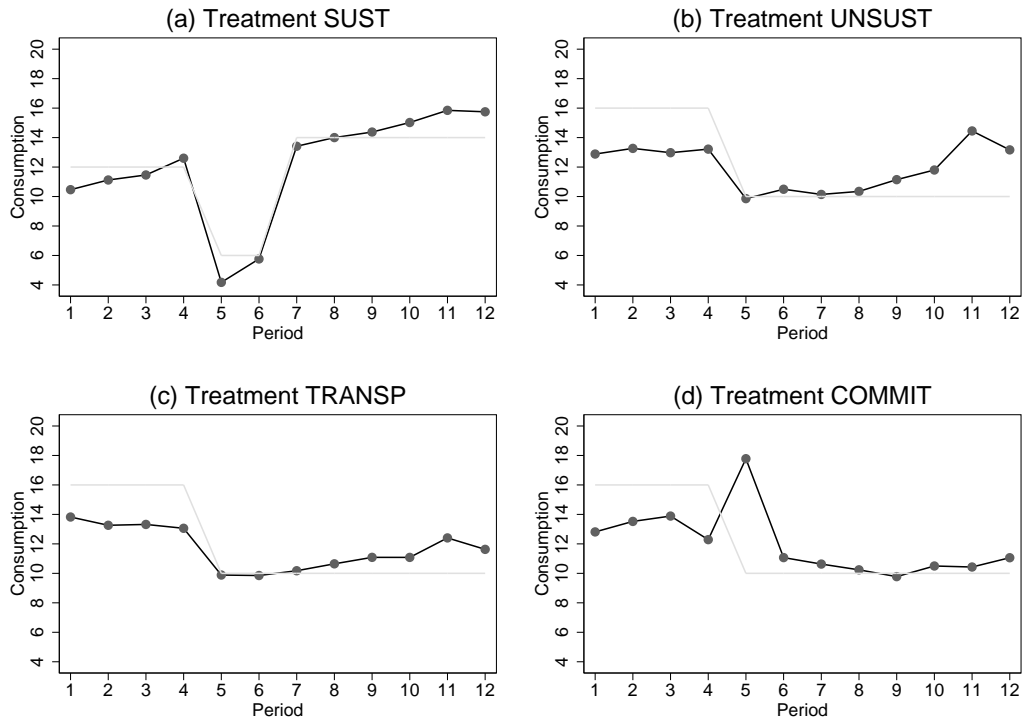 (a) Treatment SUST
Consumption
4 6 8 10 12 14 16 18 20
1 2 3 4 5 6 7 8 9 10 11 12
Period
(b) Treatment UNSUST
Consumption
4 6 8 10 12 14 16 18 20
1 2 3 4 5 6 7 8 9 10 11 12
Period
(c) Treatment TRANSP
Consumption
4 6 8 10 12 14 16 18 20
1 2 3 4 5 6 7 8 9 10 11 12
Period
(d) Treatment COMMIT
Consumption
4 6 8 10 12 14 16 18 20
1 2 3 4 5 6 7 8 9 10 11 12
Period